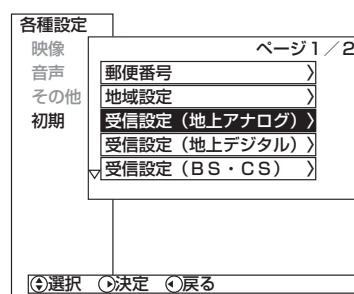 各種設定
映像
音声
その他
初期
ページ1／2
郵便番号 〉
地域設定 〉
受信設定（地上アナログ）〉
受信設定（地上デジタル）〉
受信設定（BS・CS） 〉
選択 決定 戻る